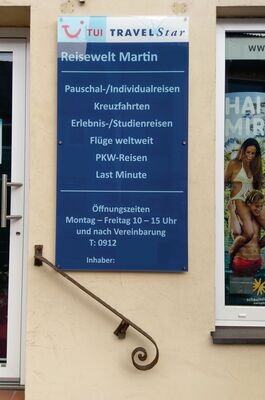 TUI TRAVELStar
Reisewelt Martin
Pauschal-/Individualreisen
Kreuzfahrten
Erlebnis-/Studienreisen
Flüge weltweit
PKW-Reisen
Last Minute
Öffnungszeiten
Montag – Freitag 10 – 15 Uhr
und nach Vereinbarung
T: 0912
Inhaber:
www